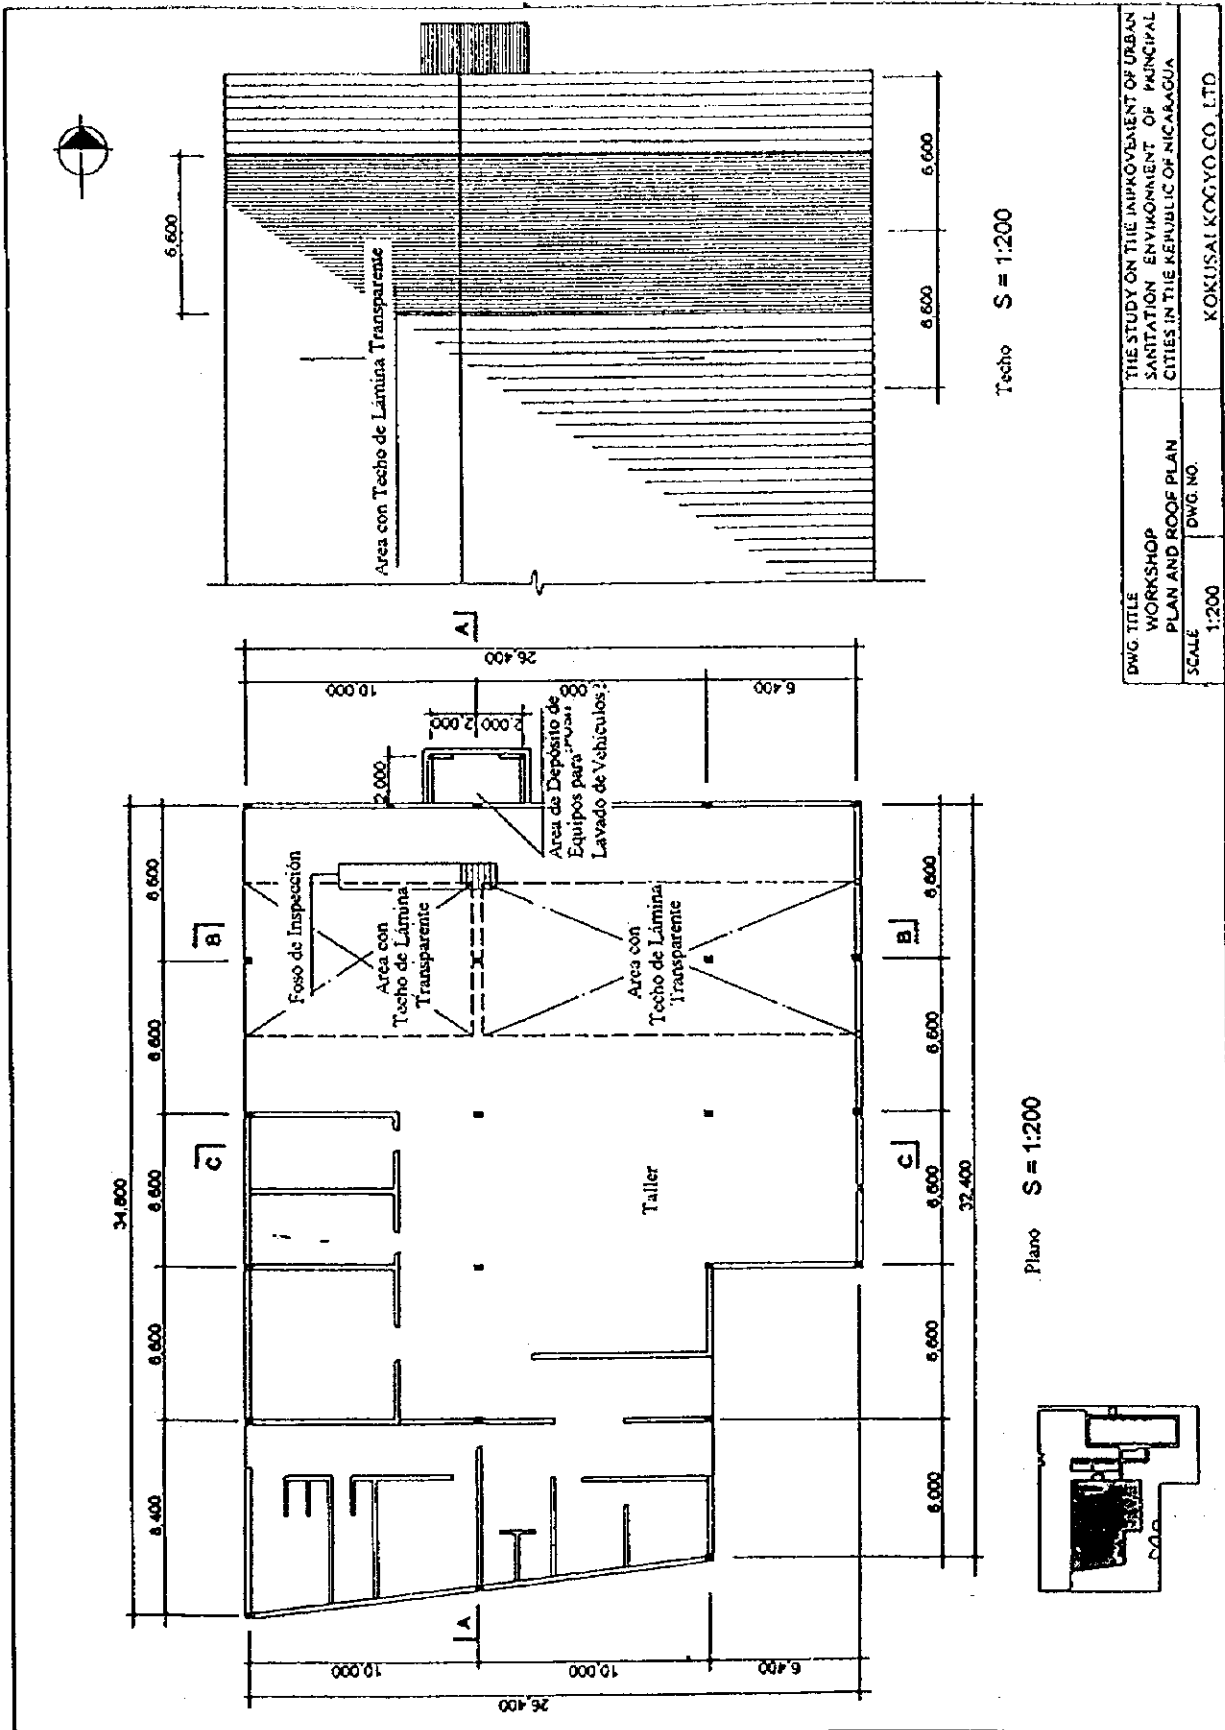 6,600
Area con Techo de Lámina Transparente
6,600
6,600
Techo S = 1:200
34,800
8,400
6,600
6,600
6,600
6,600
C
B
Foso de Inspección
Area con
Techo de Lámina
Transparente
Area con
Techo de Lámina
Transparente
Taller
2,000
2,000
2,000
Area de Depósito de
Equipos para
Lavado de Vehículos
A
A
10,000
10,000
6,400
26,400
10,000
6,400
26,400
C
B
6,000
6,600
6,600
6,600
6,600
32,400
Plano S = 1:200
DWG. TITLE
WORKSHOP
PLAN AND ROOF PLAN
SCALE
1:200
DWG. NO.
THE STUDY ON THE IMPROVEMENT OF URBAN
SANITATION ENVIRONMENT OF PRINCIPAL
CITIES IN THE REPUBLIC OF NICARAGUA
KOKUSAI KOGYO CO., LTD